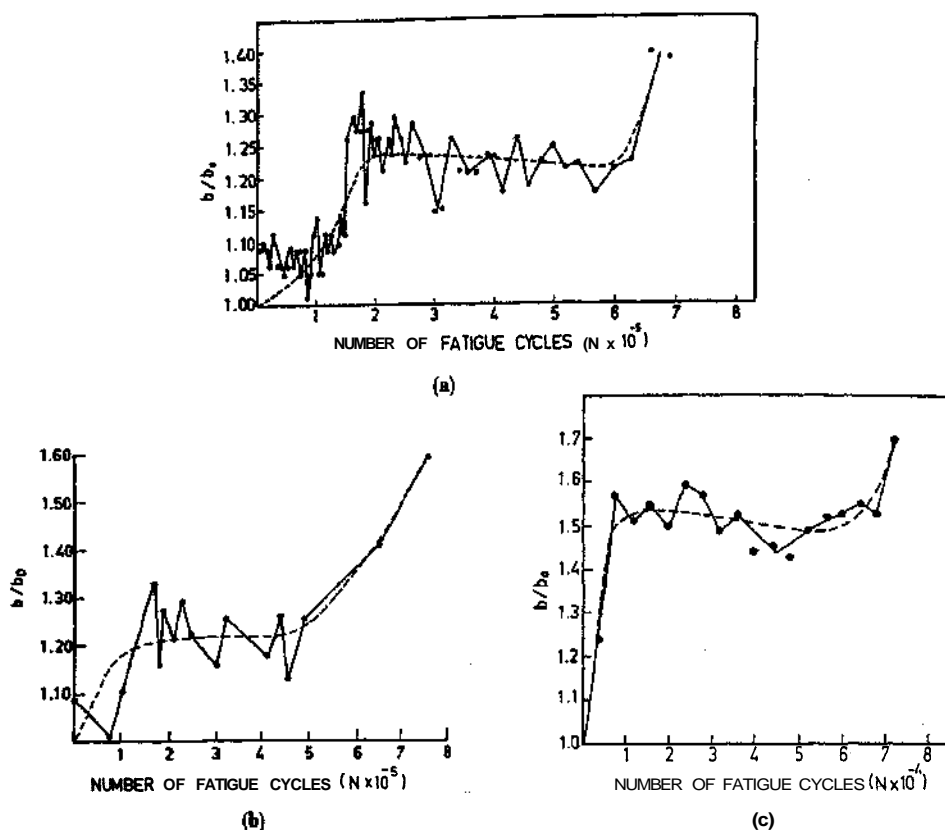 1.40
1.35
1.30
1.25
1.20
1.15
1.10
1.05
1.00
b/b₀
1 2 3 4 5 6 7 8
NUMBER OF FATIGUE CYCLES (N x 10⁻⁵)
(a)
1.60
1.40
1.30
1.20
1.10
b/b₀
1 2 3 4 5 6 7 8
NUMBER OF FATIGUE CYCLES (N x 10⁻⁵)
(b)
1.7
1.6
1.5
1.4
1.3
1.2
1.1
1.0
b/b₀
1 2 3 4 5 6 7 8
NUMBER OF FATIGUE CYCLES (N x 10⁻⁴)
(c)